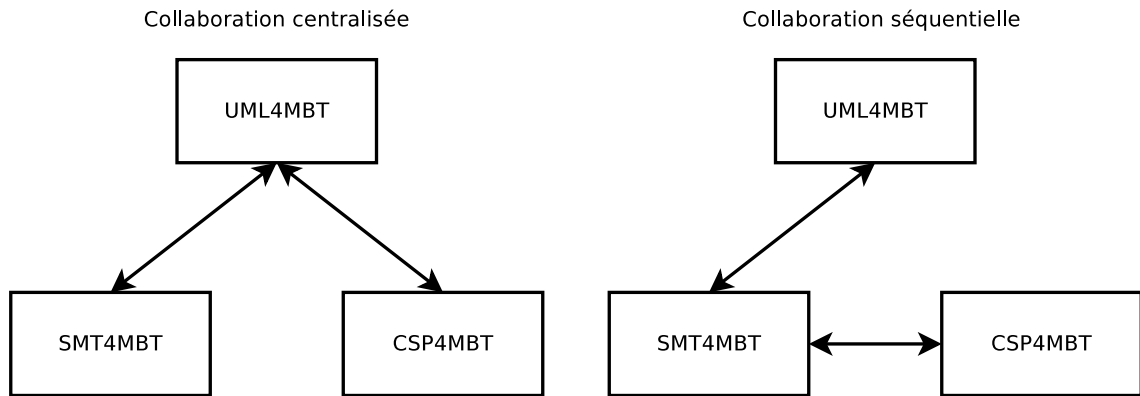 Collaboration centralisée
UML4MBT
SMT4MBT
CSP4MBT
Collaboration séquentielle
UML4MBT
SMT4MBT
CSP4MBT